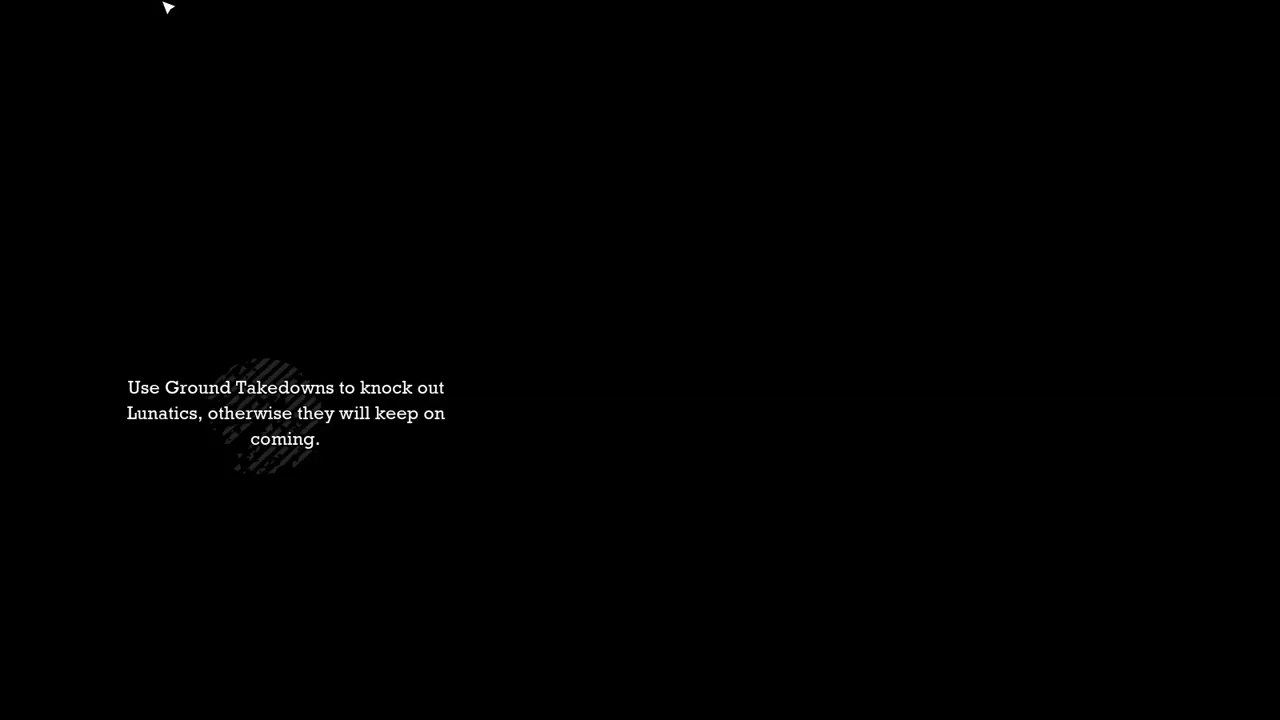 Use Ground Takedowns to knock out
Lunatics, otherwise they will keep on
coming.